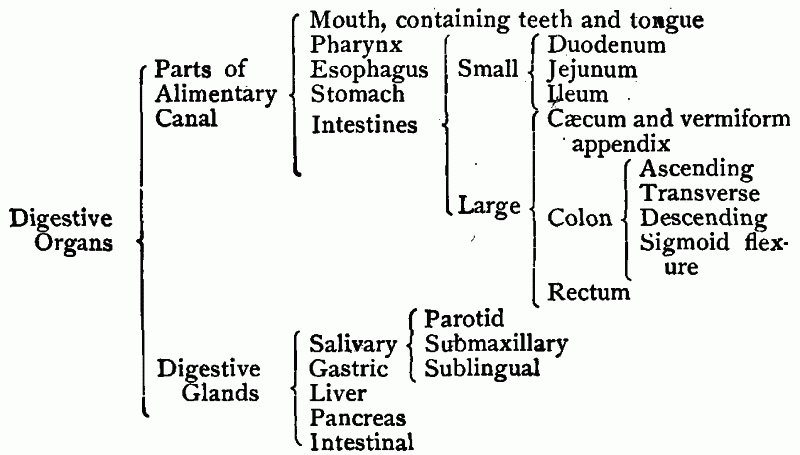 Mouth, containing teeth and tongue
Pharynx
Esophagus
Stomach
Intestines
Small
Duodenum
Jejunum
Ileum
Large
Cæcum and vermiform
appendix
Colon
Ascending
Transverse
Descending
Sigmoid flex-
ure
Rectum
Parts of
Alimentary
Canal
Digestive
Organs
Digestive
Glands
Salivary
Gastric
Liver
Pancreas
Intestinal
Parotid
Submaxillary
Sublingual